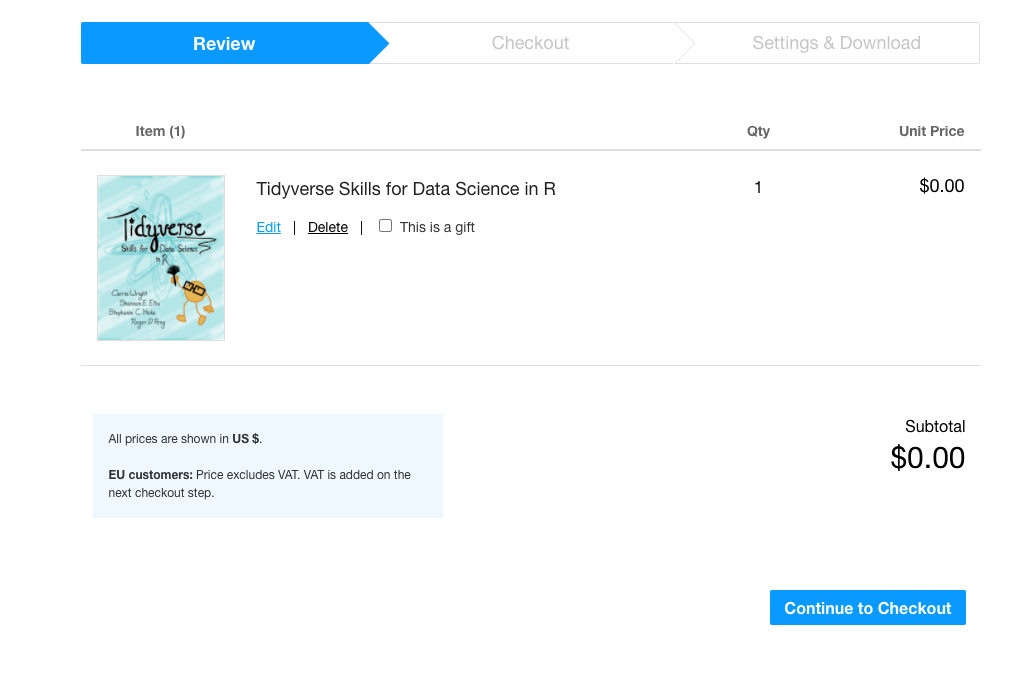 Review
Checkout
Settings & Download
Item (1)
Qty
Unit Price
Tidyverse
Skills for Data Science
in R
Carrie Wright
Shannon E. Ellis
Stephanie C. Hicks
Roger D. Peng
Tidyverse Skills for Data Science in R
1
$0.00
Edit | Delete | This is a gift
All prices are shown in US $.
EU customers: Price excludes VAT. VAT is added on the
next checkout step.
Subtotal
$0.00
Continue to Checkout